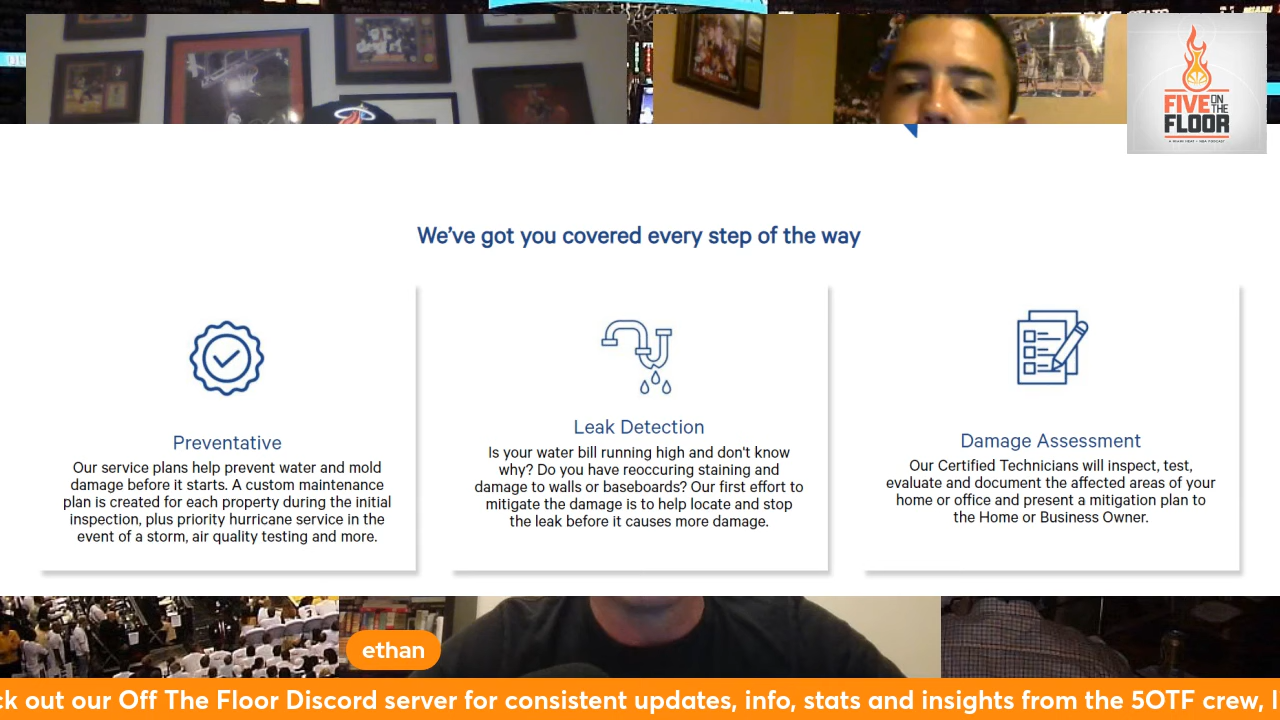 FIVE ON THE
FLOOR
A MIAMI HEAT + NBA PODCAST
We've got you covered every step of the way
Preventative
Our service plans help prevent water and mold
damage before it starts. A custom maintenance
plan is created for each property during the initial
inspection, plus priority hurricane service in the
event of a storm, air quality testing and more.
Leak Detection
Is your water bill running high and don't know
why? Do you have reoccuring staining and
damage to walls or baseboards? Our first effort to
mitigate the damage is to help locate and stop
the leak before it causes more damage.
Damage Assessment
Our Certified Technicians will inspect, test,
evaluate and document the affected areas of your
home or office and present a mitigation plan to
the Home or Business Owner.
ethan
out our Off The Floor Discord server for consistent updates, info, stats and insights from the 5OTF crew,